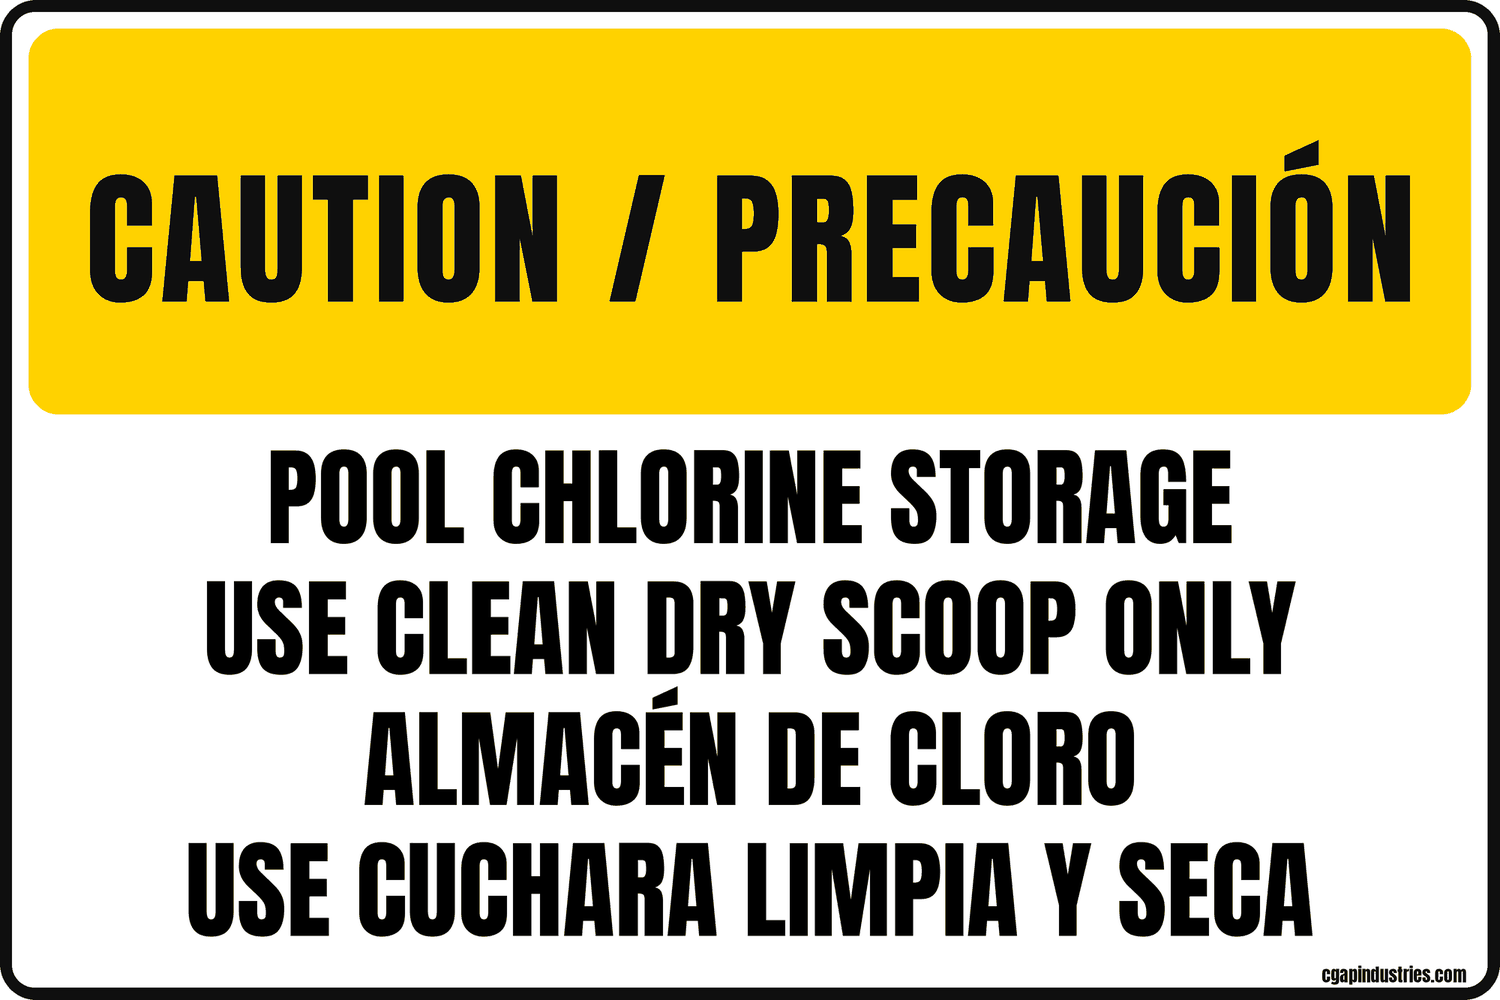 CAUTION / PRECAUCIÓN
POOL CHLORINE STORAGE
USE CLEAN DRY SCOOP ONLY
ALMACÉN DE CLORO
USE CUCHARA LIMPIA Y SECA
cgapindustries.com